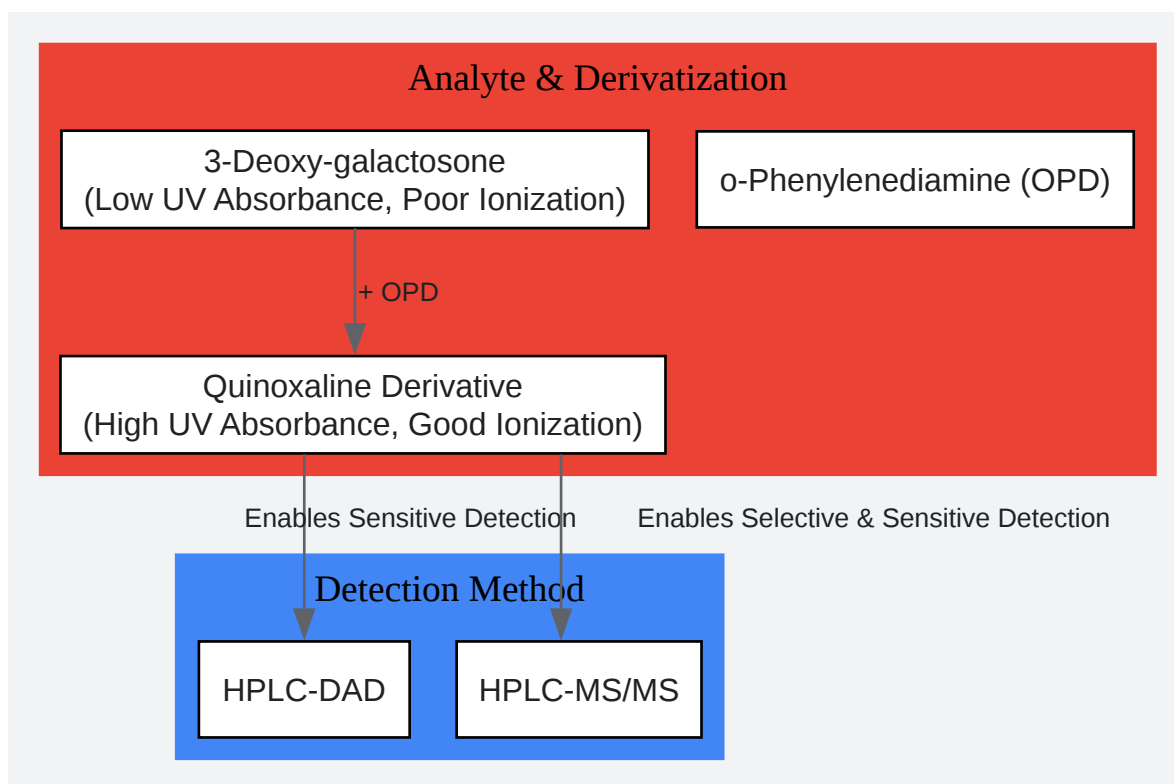 Analyte & Derivatization
3-Deoxy-galactosone
(Low UV Absorbance, Poor Ionization)
o-Phenylenediamine (OPD)
+ OPD
Quinoxaline Derivative
(High UV Absorbance, Good Ionization)
Enables Sensitive Detection
Enables Selective & Sensitive Detection
Detection Method
HPLC-DAD
HPLC-MS/MS